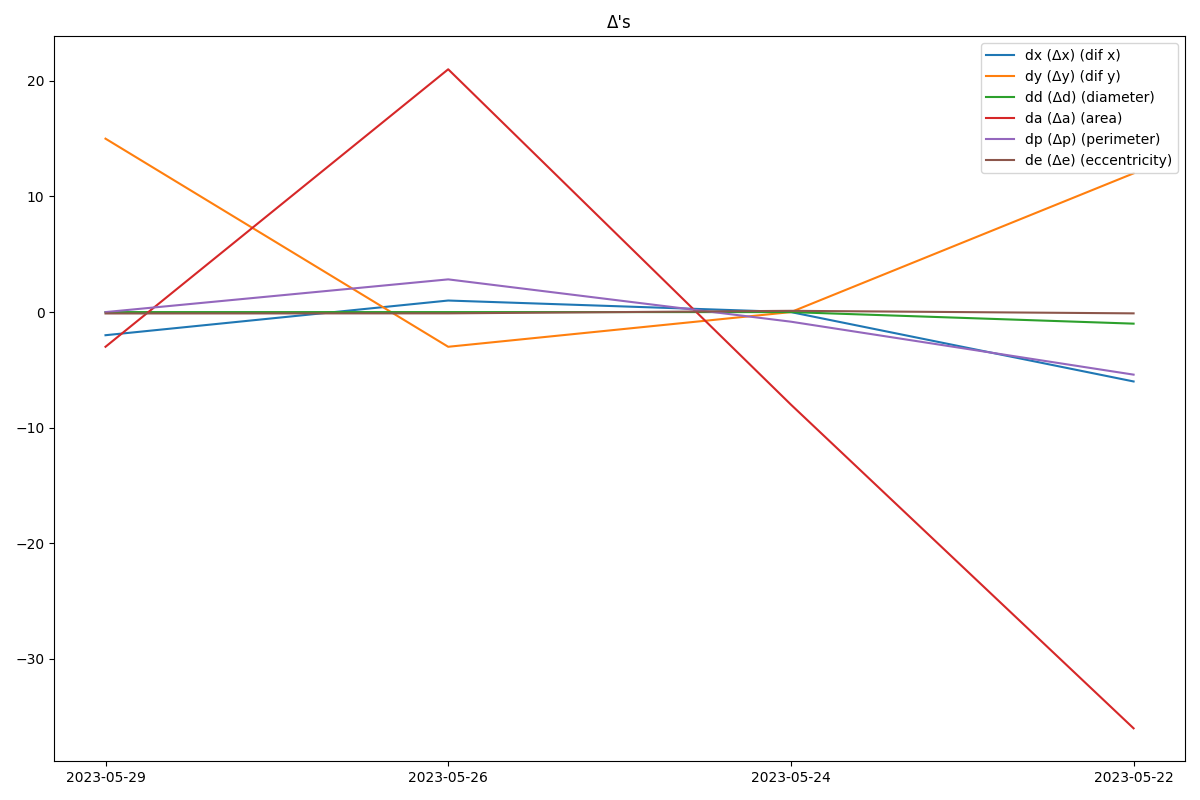 Δ's
dx (Δx) (dif x)
dy (Δy) (dif y)
dd (Δd) (diameter)
da (Δa) (area)
dp (Δp) (perimeter)
de (Δe) (eccentricity)
20
10
0
−10
−20
−30
2023-05-29 2023-05-26 2023-05-24 2023-05-22